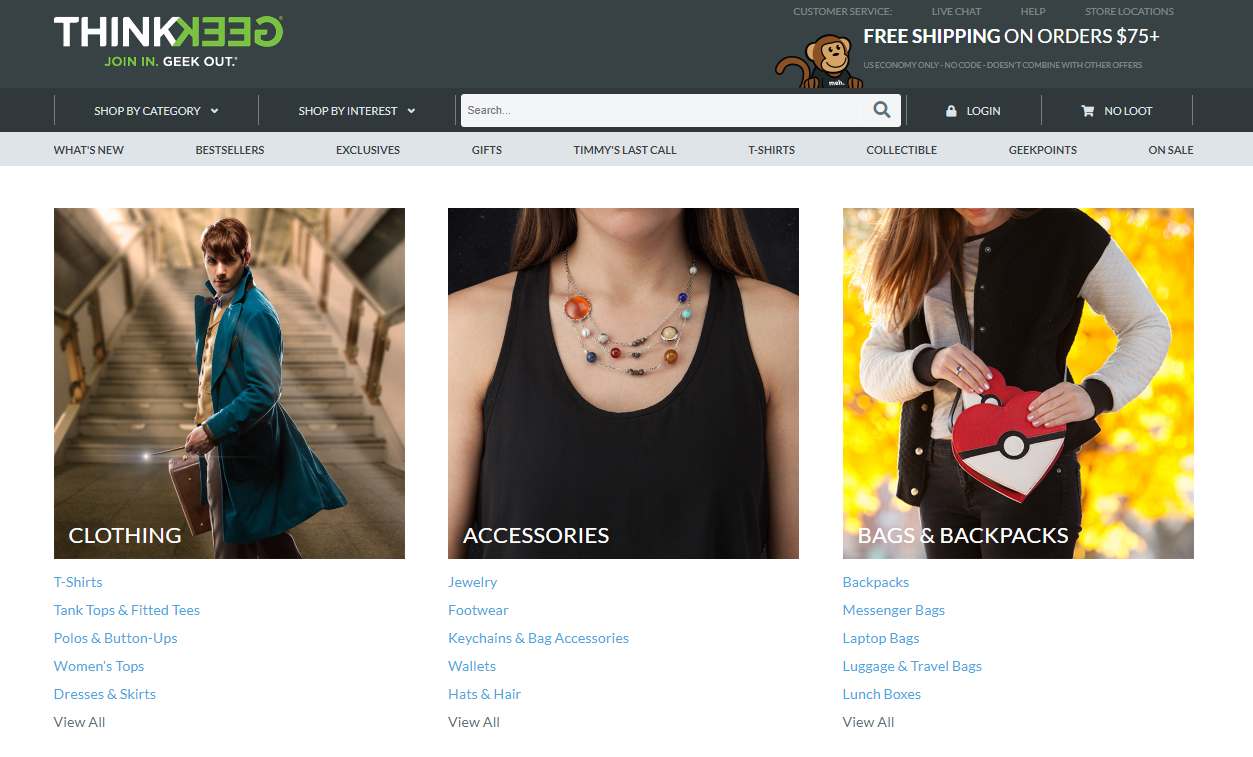 THINKGEEK®
JOIN IN. GEEK OUT.®
CUSTOMER SERVICE: LIVE CHAT HELP STORE LOCATIONS
FREE SHIPPING ON ORDERS $75+
US ECONOMY ONLY - NO CODE - DOESN'T COMBINE WITH OTHER OFFERS
meh.
SHOP BY CATEGORY SHOP BY INTEREST Search... LOGIN NO LOOT
WHAT'S NEW BESTSELLERS EXCLUSIVES GIFTS TIMMY'S LAST CALL T-SHIRTS COLLECTIBLE GEEKPOINTS ON SALE
CLOTHING
T-Shirts
Tank Tops & Fitted Tees
Polos & Button-Ups
Women's Tops
Dresses & Skirts
View All
ACCESSORIES
Jewelry
Footwear
Keychains & Bag Accessories
Wallets
Hats & Hair
View All
BAGS & BACKPACKS
Backpacks
Messenger Bags
Laptop Bags
Luggage & Travel Bags
Lunch Boxes
View All